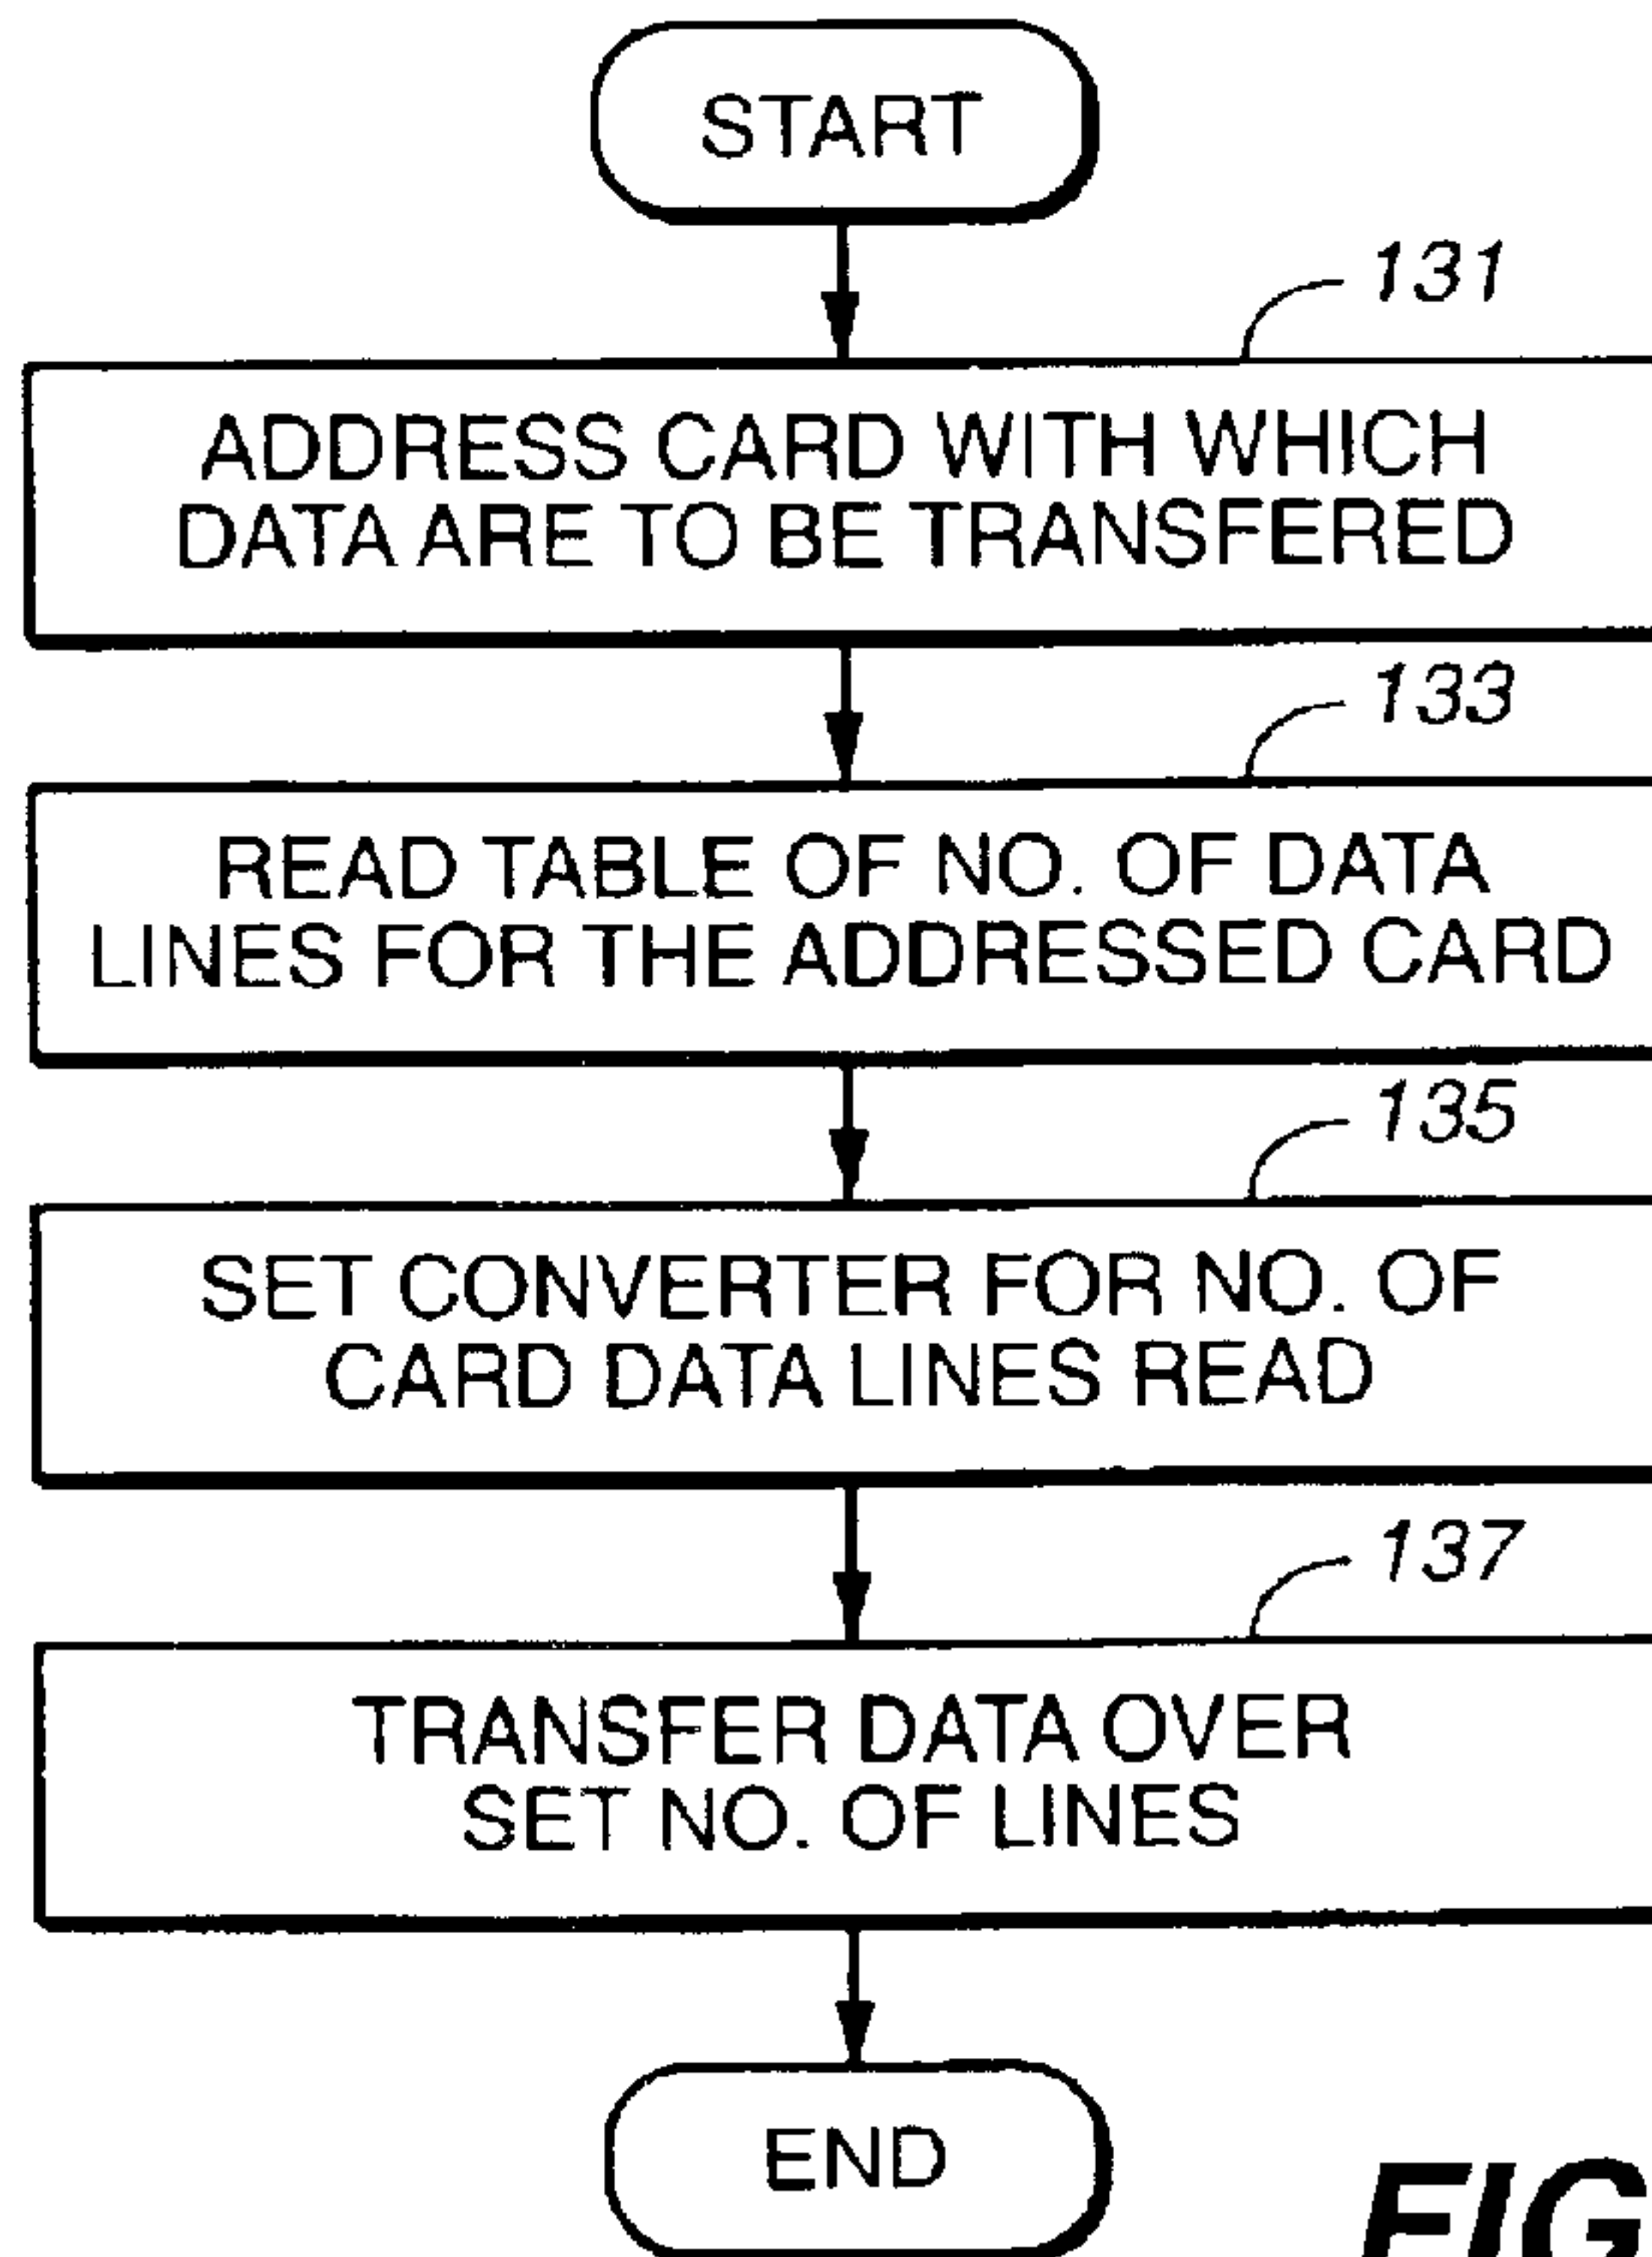 START
131
ADDRESS CARD WITH WHICH
DATA ARE TO BE TRANSFERED
133
READ TABLE OF NO. OF DATA
LINES FOR THE ADDRESSED CARD
135
SET CONVERTER FOR NO. OF
CARD DATA LINES READ
137
TRANSFER DATA OVER
SET NO. OF LINES
END
FIG